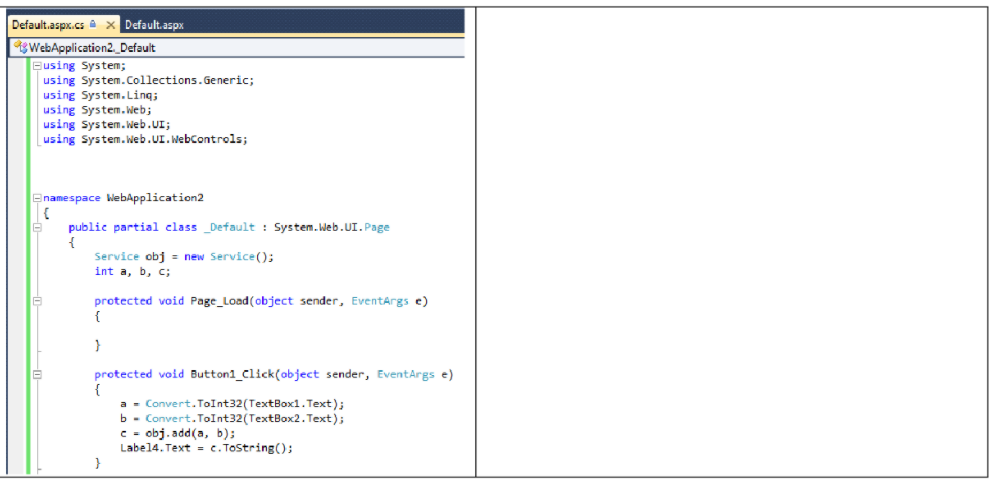 Default.aspx.cs Default.aspx
WebApplication2._Default
using System;
using System.Collections.Generic;
using System.Linq;
using System.Web;
using System.Web.UI;
using System.Web.UI.WebControls;
namespace WebApplication2
{
public partial class _Default : System.Web.UI.Page
{
Service obj = new Service();
int a, b, c;
protected void Page_Load(object sender, EventArgs e)
{
}
protected void Button1_Click(object sender, EventArgs e)
{
a = Convert.ToInt32(TextBox1.Text);
b = Convert.ToInt32(TextBox2.Text);
c = obj.add(a, b);
Label4.Text = c.ToString();
}